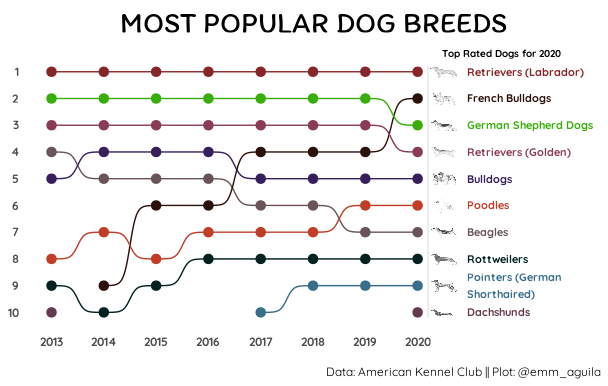 MOST POPULAR DOG BREEDS
Top Rated Dogs for 2020
1
Retrievers (Labrador)
2
French Bulldogs
3
German Shepherd Dogs
4
Retrievers (Golden)
5
Bulldogs
6
Poodles
7
Beagles
8
Rottweilers
9
Pointers (German
Shorthaired)
10
Dachshunds
2013 2014 2015 2016 2017 2018 2019 2020
Data: American Kennel Club || Plot: @emm_aguila